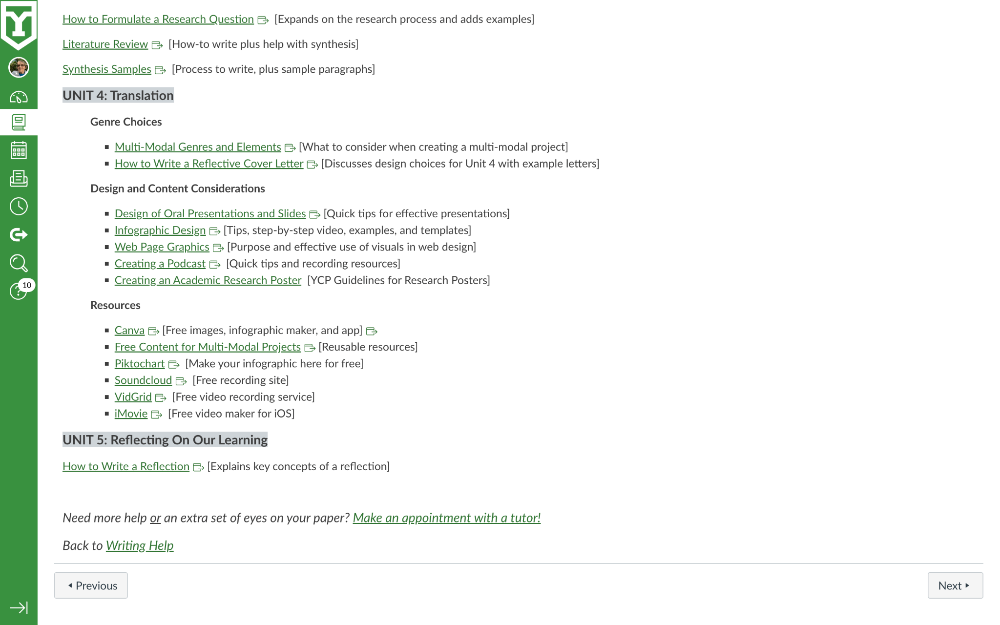 Y
How to Formulate a Research Question [Expands on the research process and adds examples]
Literature Review [How-to write plus help with synthesis]
Synthesis Samples [Process to write, plus sample paragraphs]
UNIT 4: Translation
Genre Choices
Multi-Modal Genres and Elements [What to consider when creating a multi-modal project]
How to Write a Reflective Cover Letter [Discusses design choices for Unit 4 with example letters]
Design and Content Considerations
Design of Oral Presentations and Slides [Quick tips for effective presentations]
Infographic Design [Tips, step-by-step video, examples, and templates]
Web Page Graphics [Purpose and effective use of visuals in web design]
Creating a Podcast [Quick tips and recording resources]
Creating an Academic Research Poster [YCP Guidelines for Research Posters]
10
Resources
Canva [Free images, infographic maker, and app]
Free Content for Multi-Modal Projects [Reusable resources]
Piktochart [Make your infographic here for free]
Soundcloud [Free recording site]
VidGrid [Free video recording service]
iMovie [Free video maker for iOS]
UNIT 5: Reflecting On Our Learning
How to Write a Reflection [Explains key concepts of a reflection]
Need more help or an extra set of eyes on your paper? Make an appointment with a tutor!
Back to Writing Help
Previous
Next